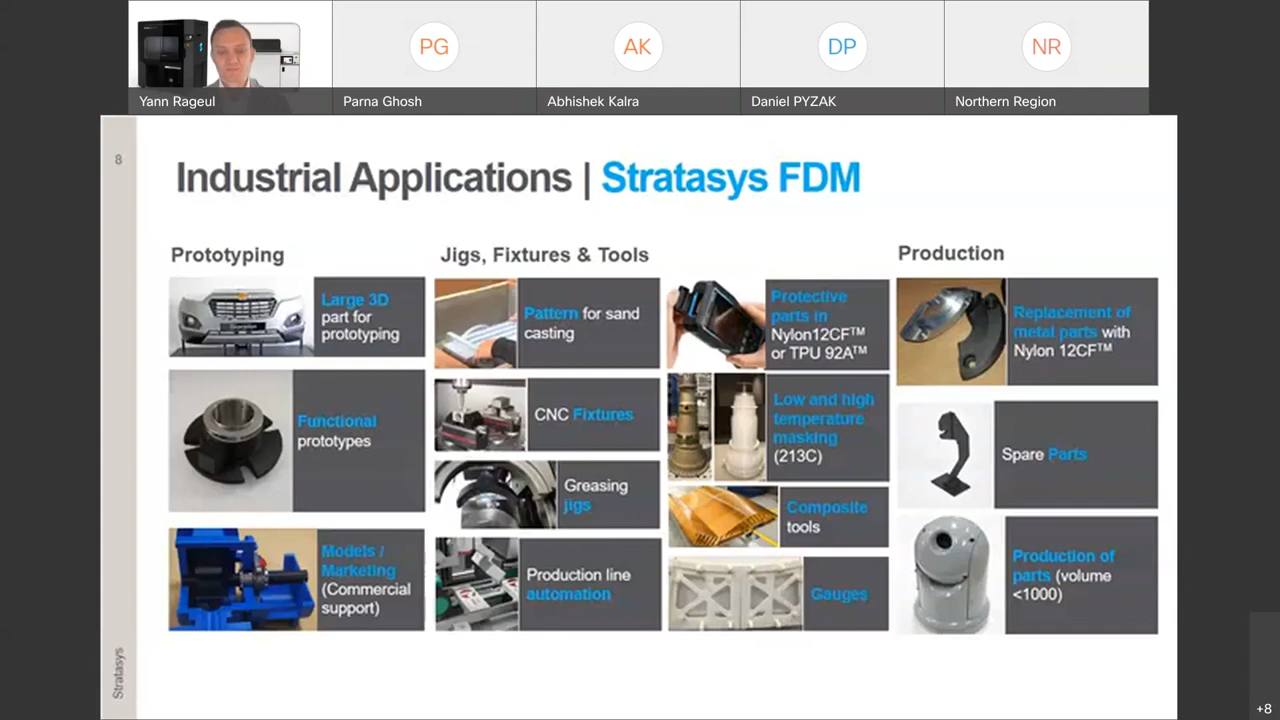 PG
AK
DP
NR
Yann Rageul
Parna Ghosh
Abhishek Kalra
Daniel PYZAK
Northern Region
8
Industrial Applications | Stratasys FDM
Prototyping
Large 3D
part for
prototyping
Functional
prototypes
Models /
Marketing
(Commercial
support)
Jigs, Fixtures & Tools
Pattern for sand
casting
CNC Fixtures
Greasing
jigs
Production line
automation
Protective
parts in
Nylon12CF™
or TPU 92A™
Low and high
temperature
masking
(213C)
Composite
tools
Gauges
Production
Replacement of
metal parts with
Nylon 12CF™
Spare Parts
Production of
parts (volume
<1000)
Stratasys
+8